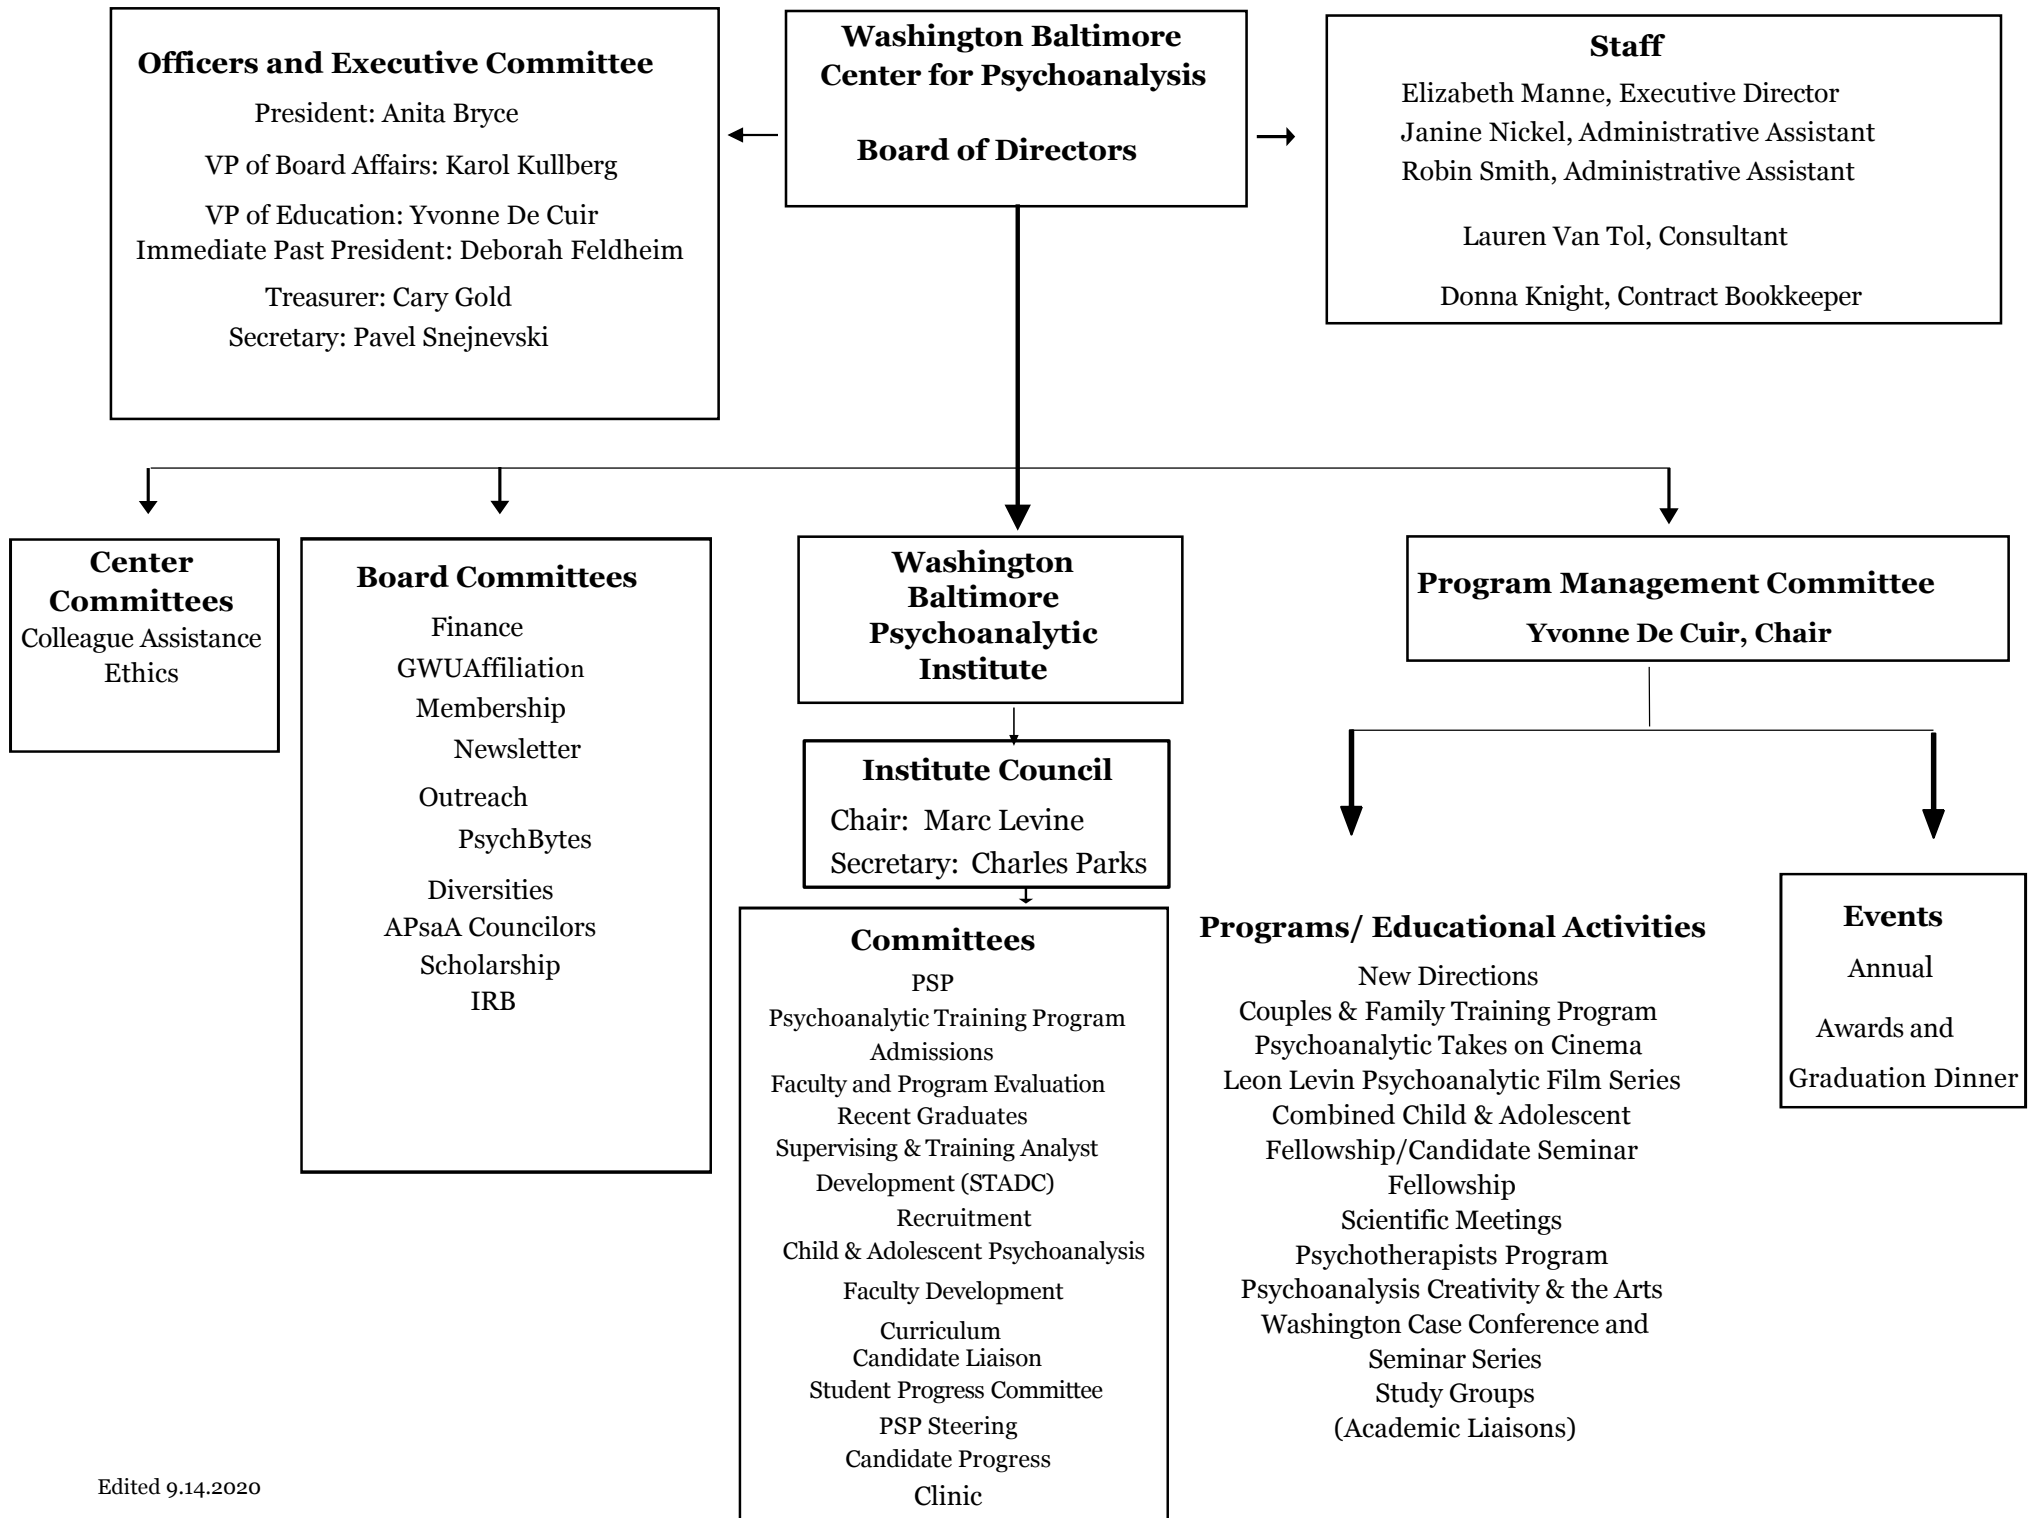 Officers and Executive Committee
President: Anita Bryce
VP of Board Affairs: Karol Kullberg
VP of Education: Yvonne De Cuir
Immediate Past President: Deborah Feldheim
Treasurer: Cary Gold
Secretary: Pavel Snejnevski
Washington Baltimore
Center for Psychoanalysis
Board of Directors
Staff
Elizabeth Manne, Executive Director
Janine Nickel, Administrative Assistant
Robin Smith, Administrative Assistant
Lauren Van Tol, Consultant
Donna Knight, Contract Bookkeeper
Center
Committees
Colleague Assistance
Ethics
Board Committees
Finance
GWUAffiliation
Membership
Newsletter
Outreach
PsychBytes
Diversities
APsaA Councilors
Scholarship
IRB
Washington
Baltimore
Psychoanalytic
Institute
Institute Council
Chair: Marc Levine
Secretary: Charles Parks
Committees
PSP
Psychoanalytic Training Program
Admissions
Faculty and Program Evaluation
Recent Graduates
Supervising & Training Analyst
Development (STADC)
Recruitment
Child & Adolescent Psychoanalysis
Faculty Development
Curriculum
Candidate Liaison
Student Progress Committee
PSP Steering
Candidate Progress
Clinic
Program Management Committee
Yvonne De Cuir, Chair
Programs/ Educational Activities
New Directions
Couples & Family Training Program
Psychoanalytic Takes on Cinema
Leon Levin Psychoanalytic Film Series
Combined Child & Adolescent
Fellowship/Candidate Seminar
Fellowship
Scientific Meetings
Psychotherapists Program
Psychoanalysis Creativity & the Arts
Washington Case Conference and
Seminar Series
Study Groups
(Academic Liaisons)
Events
Annual
Awards and
Graduation Dinner
Edited 9.14.2020